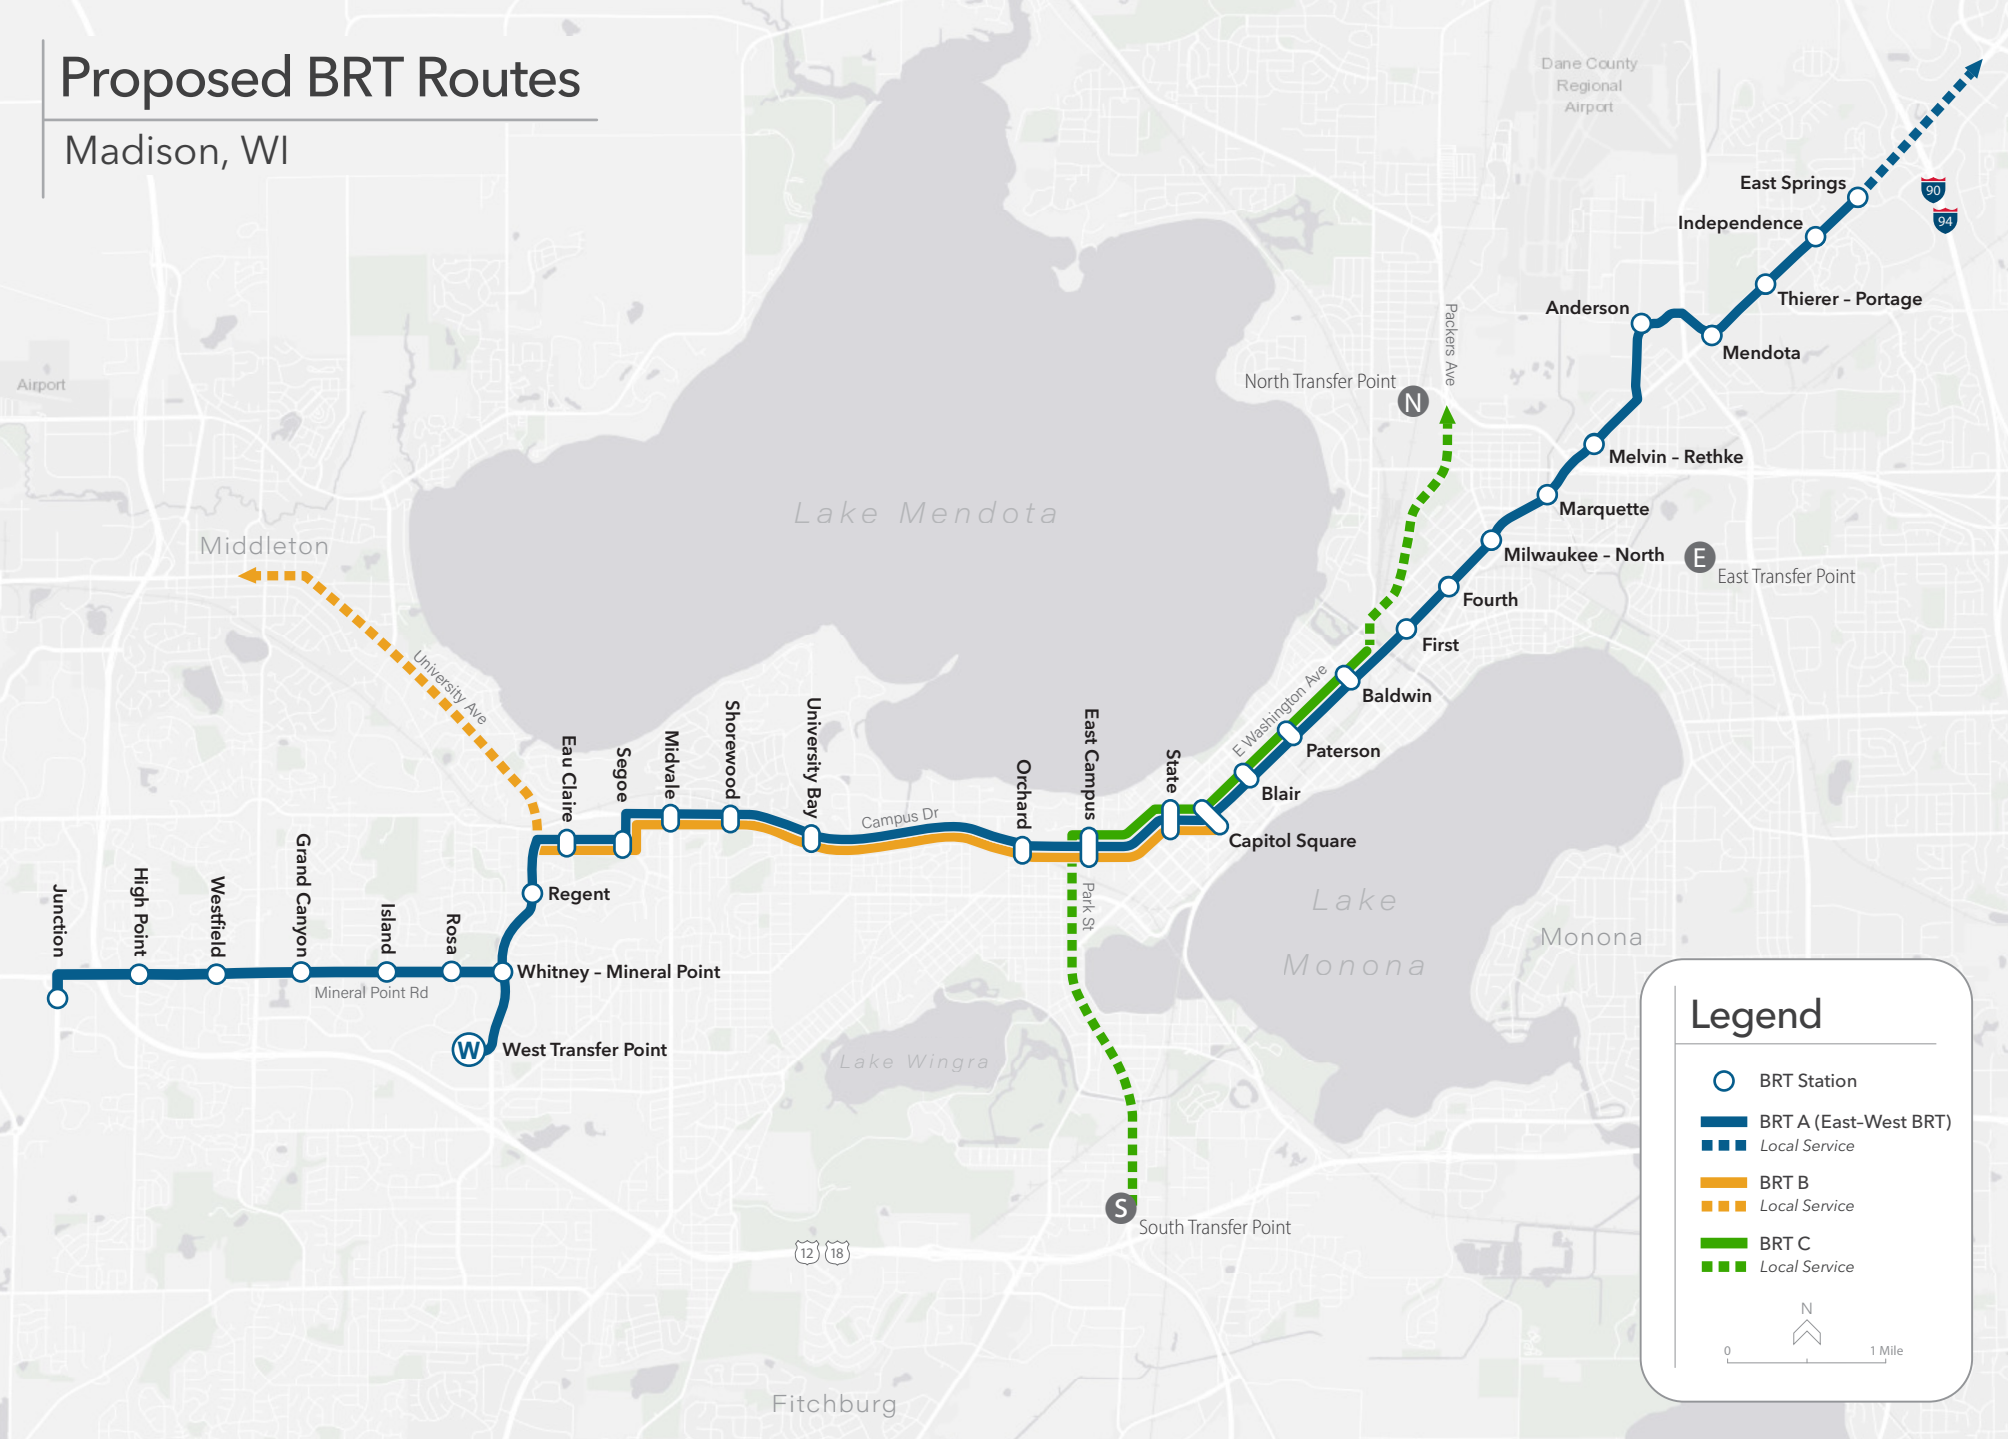 Proposed BRT Routes
Madison, WI
Dane County
Regional
Airport
East Springs
90
94
Independence
Thierer – Portage
Anderson
Mendota
Packers Ave
North Transfer Point
N
Airport
Melvin – Rethke
Marquette
Lake Mendota
Middleton
Milwaukee – North
E
East Transfer Point
Fourth
First
University Ave
E Washington Ave
Baldwin
Paterson
Blair
Capitol Square
Eau Claire
Segoe
Midvale
Shorewood
University Bay
Campus Dr
Orchard
East Campus
State
Park St
Junction
High Point
Westfield
Grand Canyon
Island
Rosa
Regent
Whitney – Mineral Point
Mineral Point Rd
W
West Transfer Point
Lake
Monona
Monona
Lake Wingra
S
South Transfer Point
12
18
Fitchburg
Legend
BRT Station
BRT A (East–West BRT)
Local Service
BRT B
Local Service
BRT C
Local Service
N
0
1 Mile